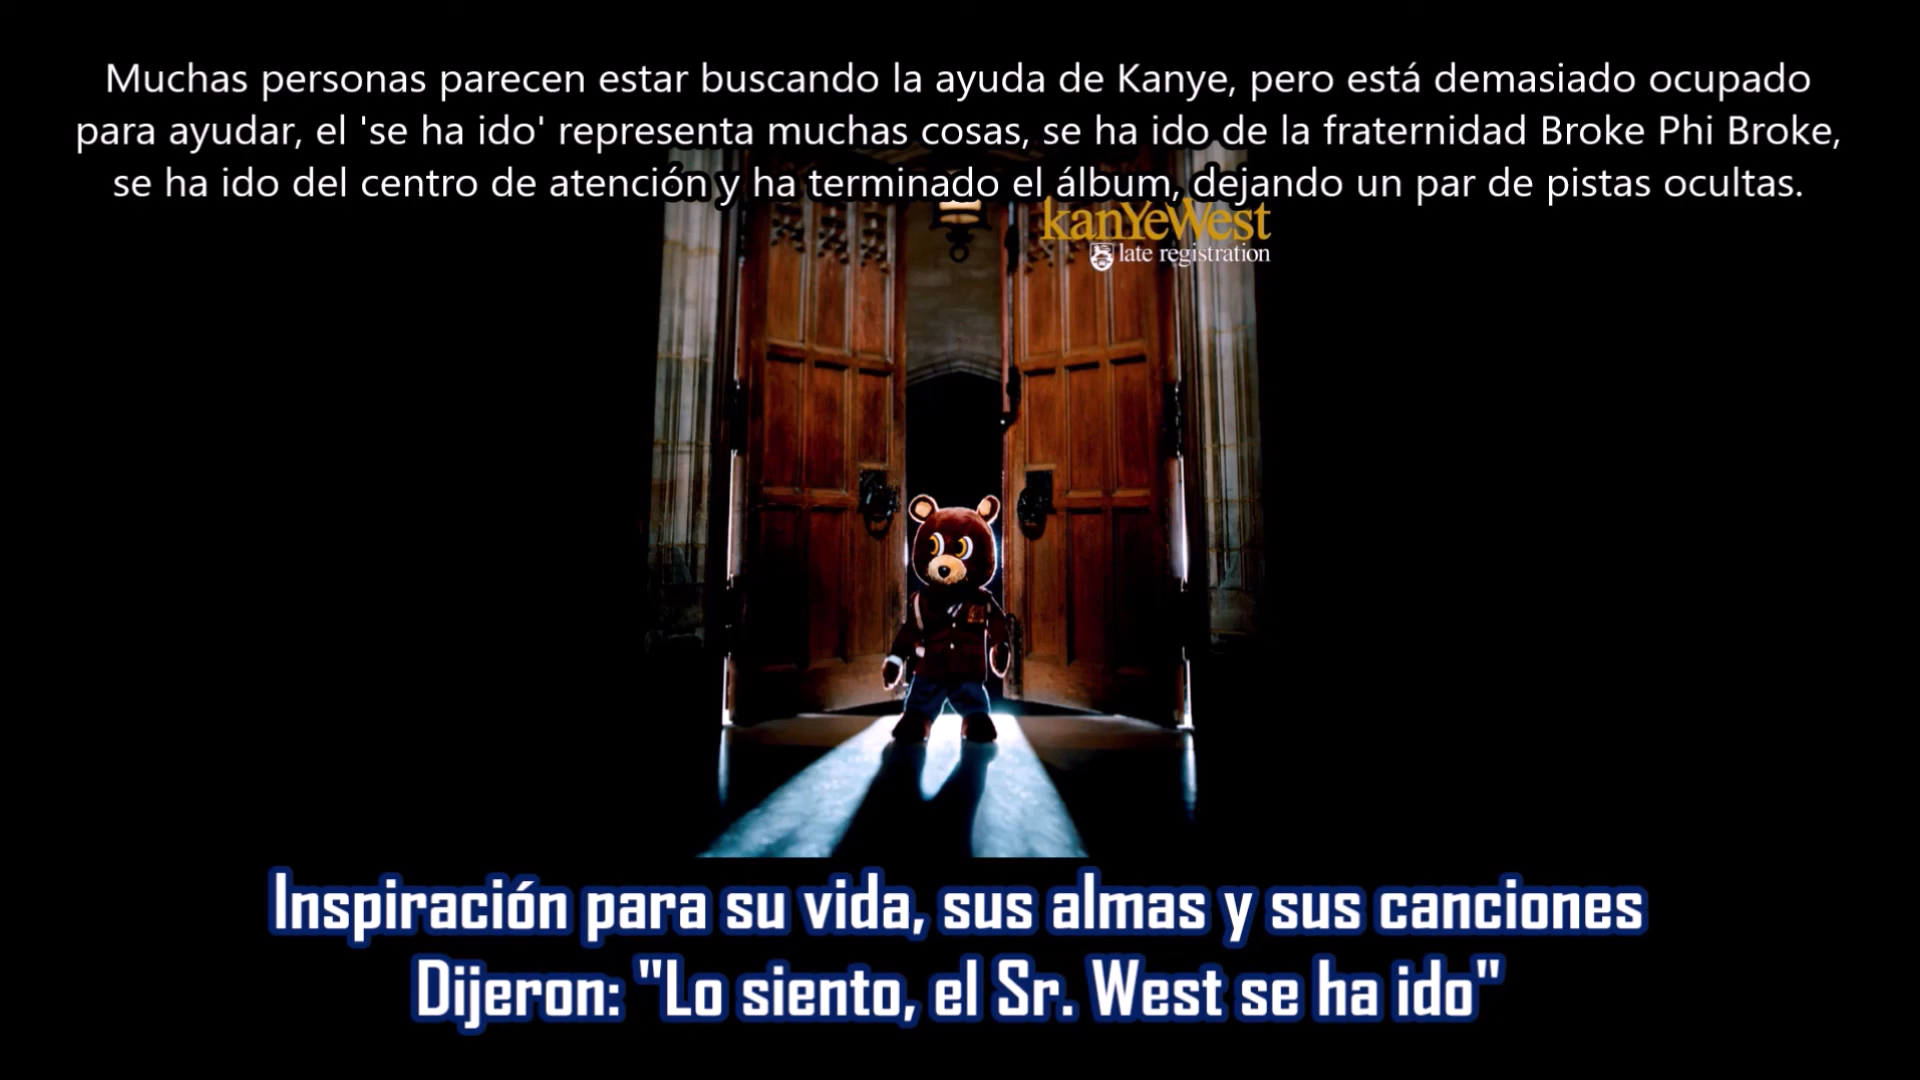 Muchas personas parecen estar buscando la ayuda de Kanye, pero está demasiado ocupado
para ayudar, el 'se ha ido' representa muchas cosas, se ha ido de la fraternidad Broke Phi Broke,
se ha ido del centro de atención y ha terminado el álbum, dejando un par de pistas ocultas.
kanYeWest
late registration
Inspiración para su vida, sus almas y sus canciones
Dijeron: "Lo siento, el Sr. West se ha ido"